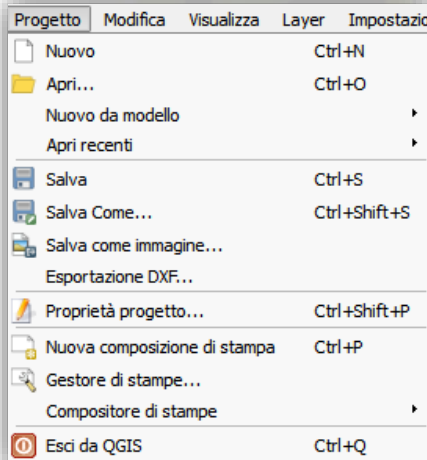 Progetto Modifica Visualizza Layer Impostazio
Nuovo Ctrl+N
Apri... Ctrl+O
Nuovo da modello
Apri recenti
Salva Ctrl+S
Salva Come... Ctrl+Shift+S
Salva come immagine...
Esportazione DXF...
Proprietà progetto... Ctrl+Shift+P
Nuova composizione di stampa Ctrl+P
Gestore di stampe...
Compositore di stampe
Esci da QGIS Ctrl+Q